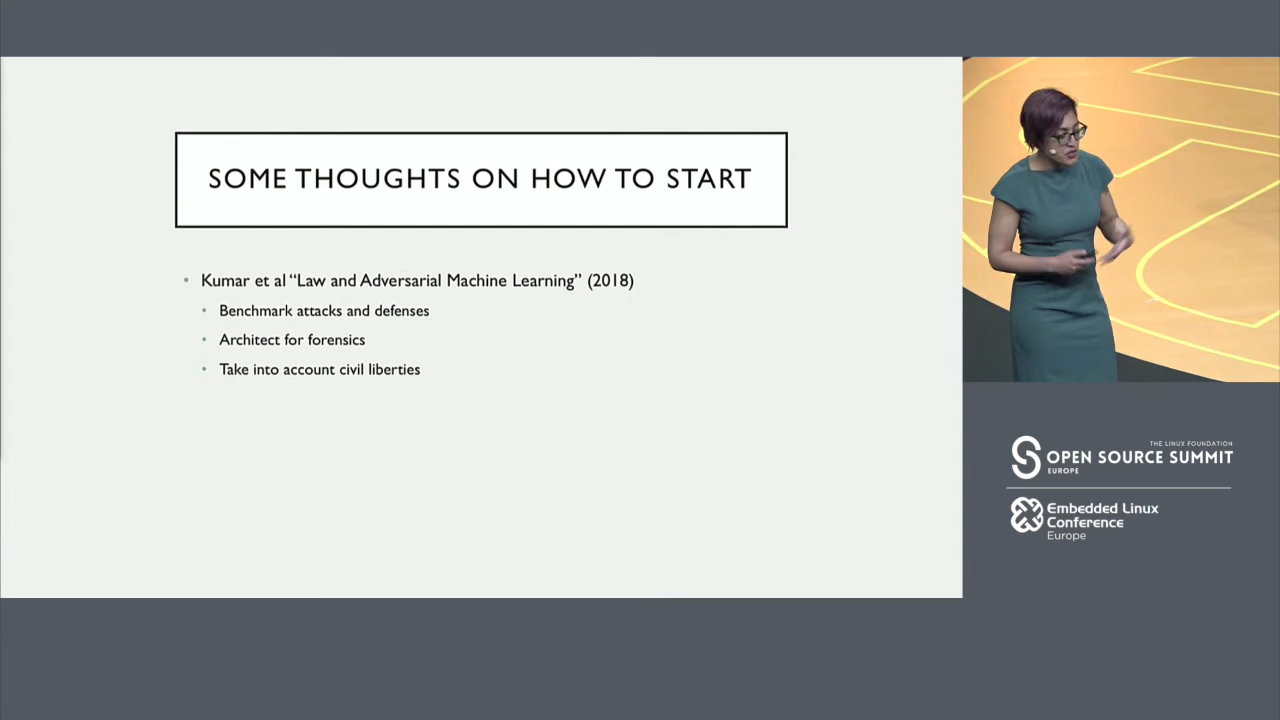 SOME THOUGHTS ON HOW TO START
• Kumar et al “Law and Adversarial Machine Learning” (2018)
• Benchmark attacks and defenses
• Architect for forensics
• Take into account civil liberties
THE LINUX FOUNDATION
OPEN SOURCE SUMMIT
EUROPE
Embedded Linux
Conference
Europe